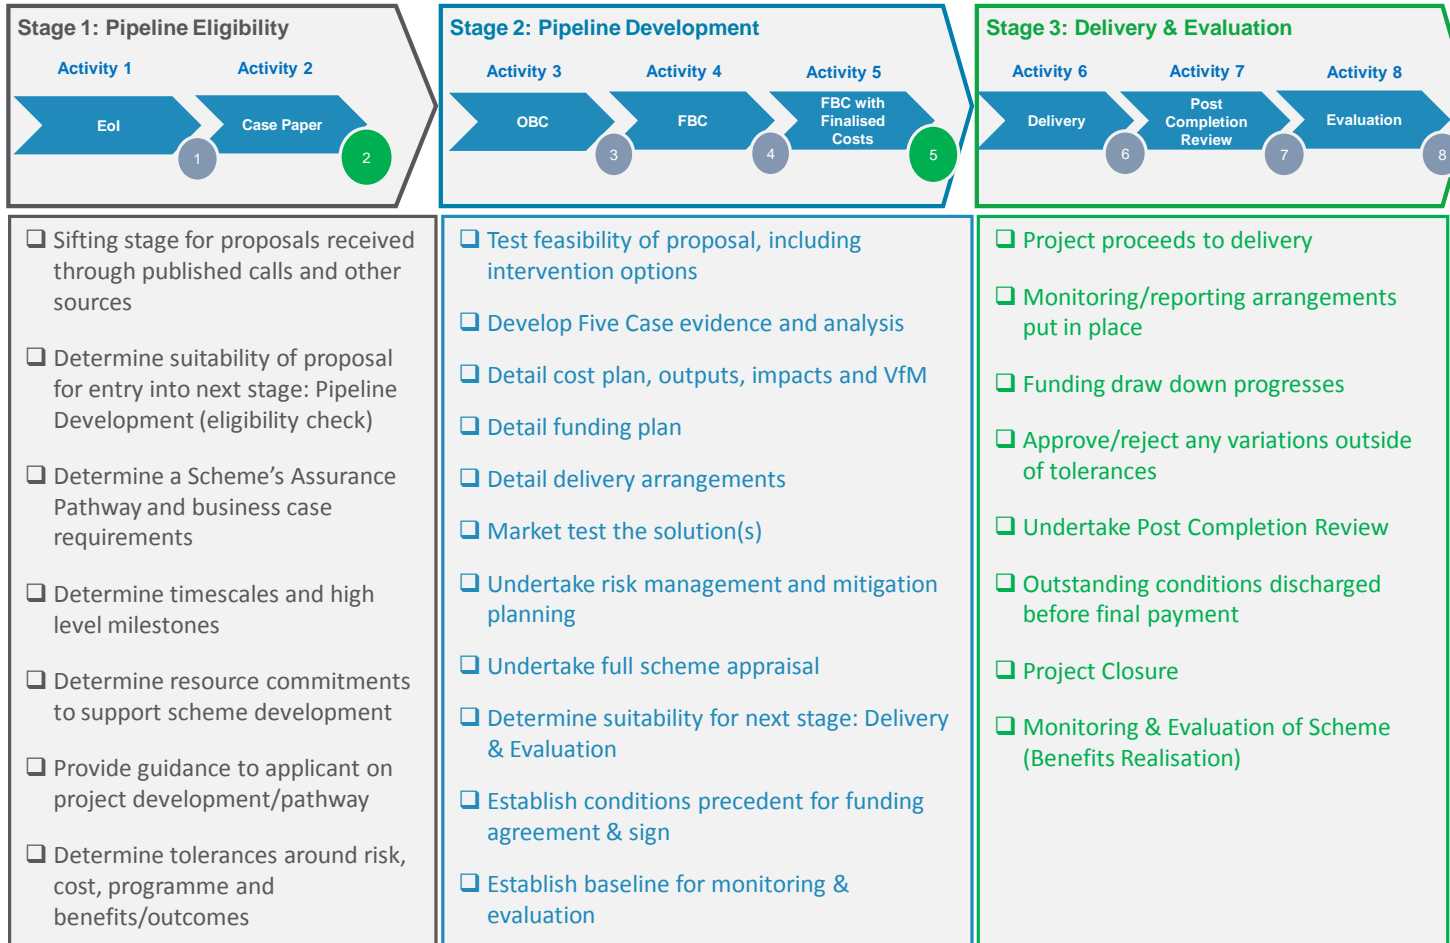 Stage 1: Pipeline Eligibility
Activity 1
Activity 2
EoI
Case Paper
1
2
Stage 2: Pipeline Development
Activity 3
Activity 4
Activity 5
OBC
FBC
FBC with
Finalised
Costs
3
4
5
Stage 3: Delivery & Evaluation
Activity 6
Activity 7
Activity 8
Delivery
Post
Completion
Review
Evaluation
6
7
8
❑ Sifting stage for proposals received
through published calls and other
sources
❑ Determine suitability of proposal
for entry into next stage: Pipeline
Development (eligibility check)
❑ Determine a Scheme’s Assurance
Pathway and business case
requirements
❑ Determine timescales and high
level milestones
❑ Determine resource commitments
to support scheme development
❑ Provide guidance to applicant on
project development/pathway
❑ Determine tolerances around risk,
cost, programme and
benefits/outcomes
❑ Test feasibility of proposal, including
intervention options
❑ Develop Five Case evidence and analysis
❑ Detail cost plan, outputs, impacts and VfM
❑ Detail funding plan
❑ Detail delivery arrangements
❑ Market test the solution(s)
❑ Undertake risk management and mitigation
planning
❑ Undertake full scheme appraisal
❑ Determine suitability for next stage: Delivery
& Evaluation
❑ Establish conditions precedent for funding
agreement & sign
❑ Establish baseline for monitoring &
evaluation
❑ Project proceeds to delivery
❑ Monitoring/reporting arrangements
put in place
❑ Funding draw down progresses
❑ Approve/reject any variations outside
of tolerances
❑ Undertake Post Completion Review
❑ Outstanding conditions discharged
before final payment
❑ Project Closure
❑ Monitoring & Evaluation of Scheme
(Benefits Realisation)